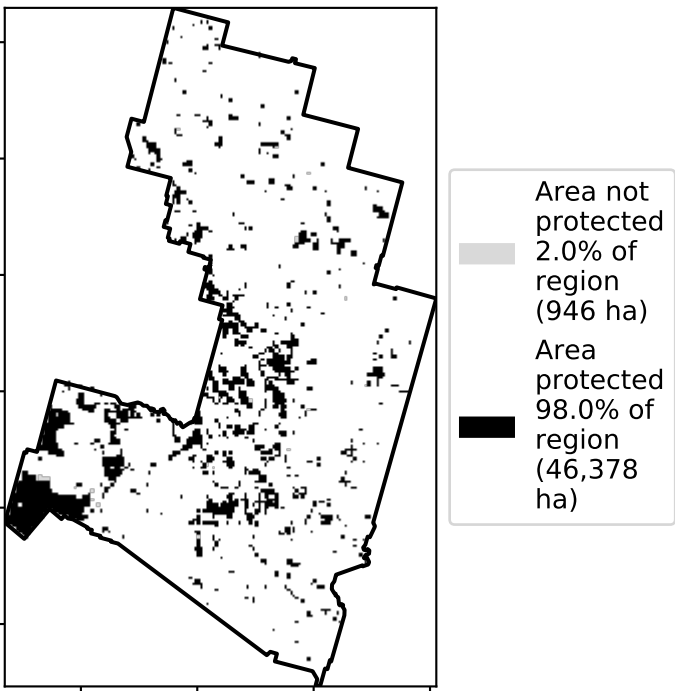 Area not
protected
2.0% of
region
(946 ha)
Area
protected
98.0% of
region
(46,378
ha)